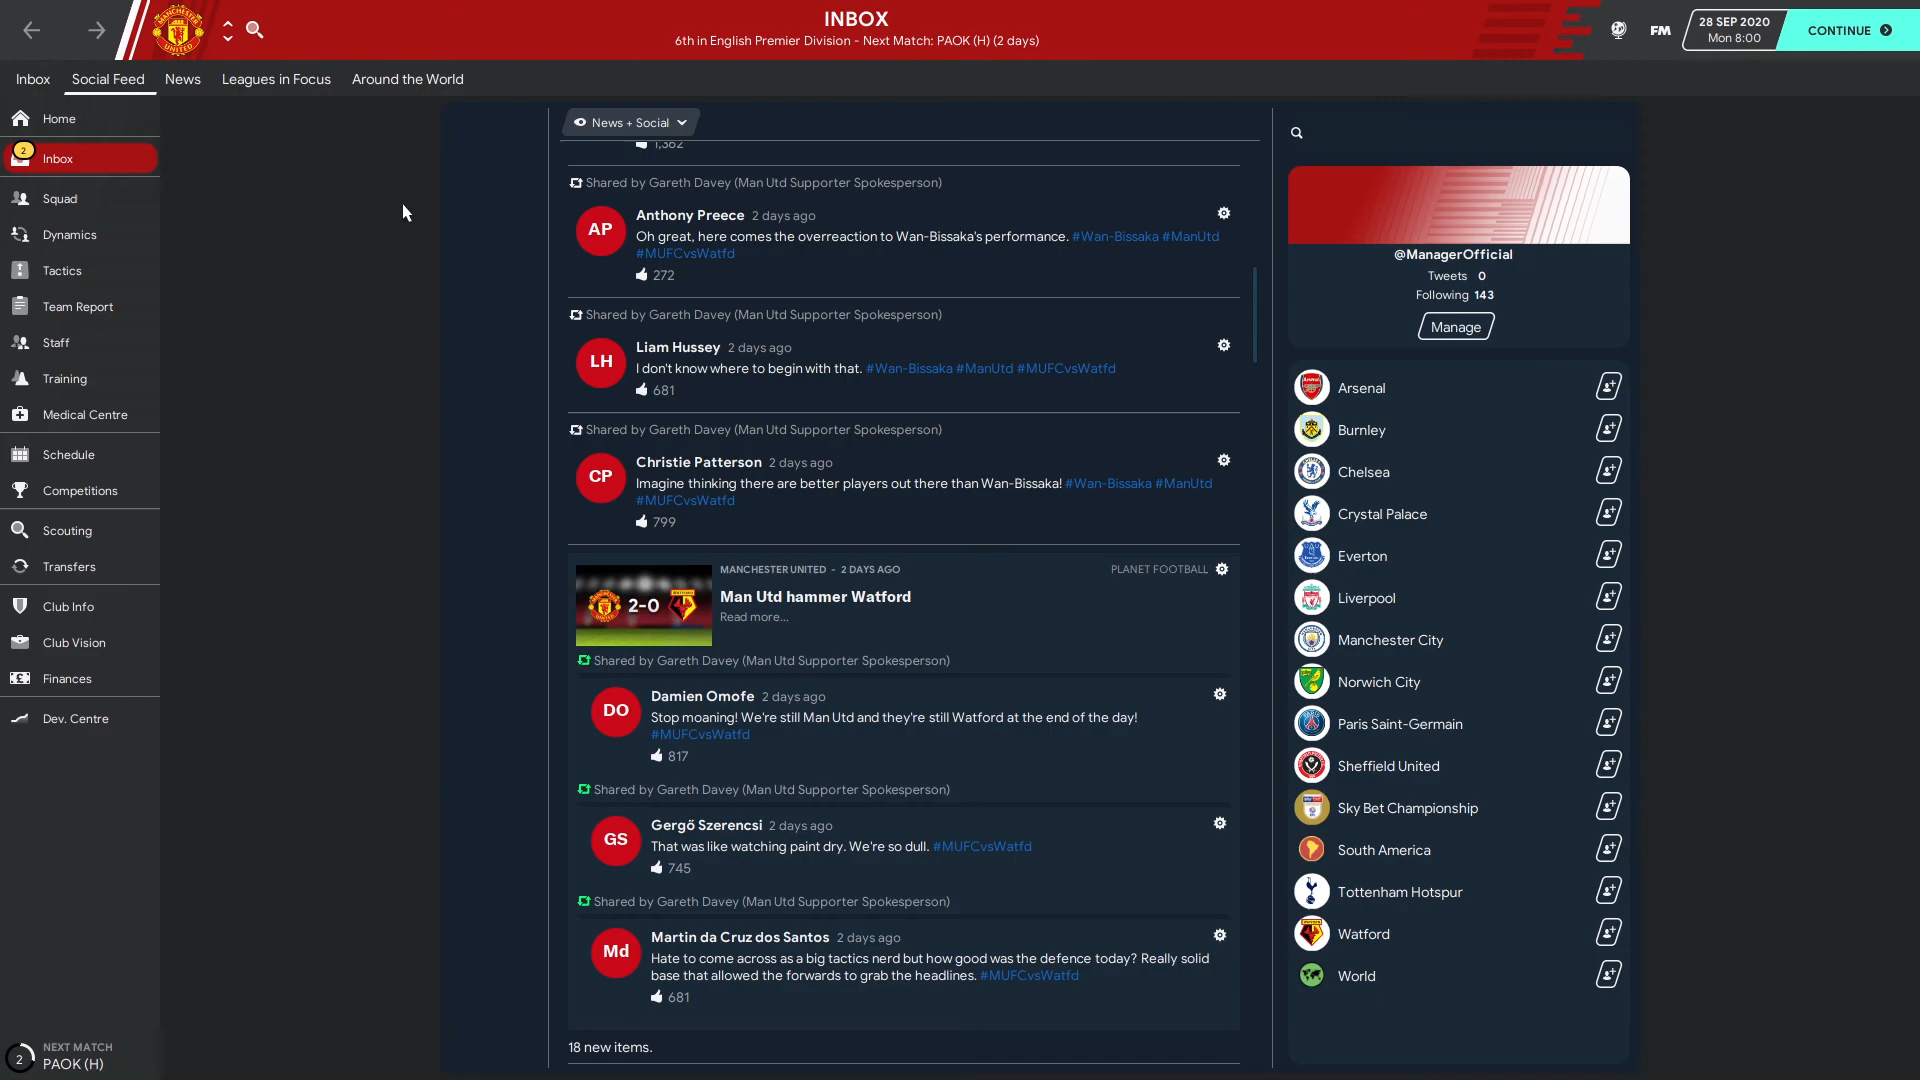 INBOX
6th in English Premier Division - Next Match: PAOK (H) (2 days)
FM
28 SEP 2020
Mon 8:00
CONTINUE
Inbox
Social Feed
News
Leagues in Focus
Around the World
Home
2
Inbox
Squad
Dynamics
Tactics
Team Report
Staff
Training
Medical Centre
Schedule
Competitions
Scouting
Transfers
Club Info
Club Vision
Finances
Dev. Centre
2
NEXT MATCH
PAOK (H)
News + Social
1,362
Shared by Gareth Davey (Man Utd Supporter Spokesperson)
AP
Anthony Preece 2 days ago
Oh great, here comes the overreaction to Wan-Bissaka's performance. #Wan-Bissaka #ManUtd
#MUFCvsWatfd
272
Shared by Gareth Davey (Man Utd Supporter Spokesperson)
LH
Liam Hussey 2 days ago
I don't know where to begin with that. #Wan-Bissaka #ManUtd #MUFCvsWatfd
681
Shared by Gareth Davey (Man Utd Supporter Spokesperson)
CP
Christie Patterson 2 days ago
Imagine thinking there are better players out there than Wan-Bissaka! #Wan-Bissaka #ManUtd
#MUFCvsWatfd
799
2-0
MANCHESTER UNITED - 2 DAYS AGO
PLANET FOOTBALL
Man Utd hammer Watford
Read more...
Shared by Gareth Davey (Man Utd Supporter Spokesperson)
DO
Damien Omofe 2 days ago
Stop moaning! We're still Man Utd and they're still Watford at the end of the day!
#MUFCvsWatfd
817
Shared by Gareth Davey (Man Utd Supporter Spokesperson)
GS
Gergő Szerencsi 2 days ago
That was like watching paint dry. We're so dull. #MUFCvsWatfd
745
Shared by Gareth Davey (Man Utd Supporter Spokesperson)
Md
Martin da Cruz dos Santos 2 days ago
Hate to come across as a big tactics nerd but how good was the defence today? Really solid
base that allowed the forwards to grab the headlines. #MUFCvsWatfd
681
18 new items.
@ManagerOfficial
Tweets 0
Following 143
Manage
Arsenal
Burnley
Chelsea
Crystal Palace
Everton
Liverpool
Manchester City
Norwich City
Paris Saint-Germain
Sheffield United
Sky Bet Championship
South America
Tottenham Hotspur
Watford
World